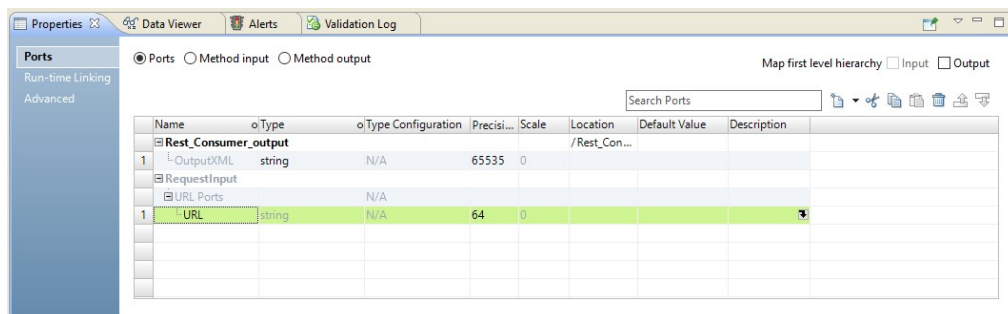 Properties Data Viewer Alerts Validation Log
Ports
Run-time Linking
Advanced
Ports Method input Method output
Map first level hierarchy Input Output
Search Ports
Name Type Type Configuration Precisi... Scale Location Default Value Description
Rest_Consumer_output /Rest_Con...
1 OutputXML string N/A 65535 0
RequestInput
URL Ports N/A
1 URL string N/A 64 0